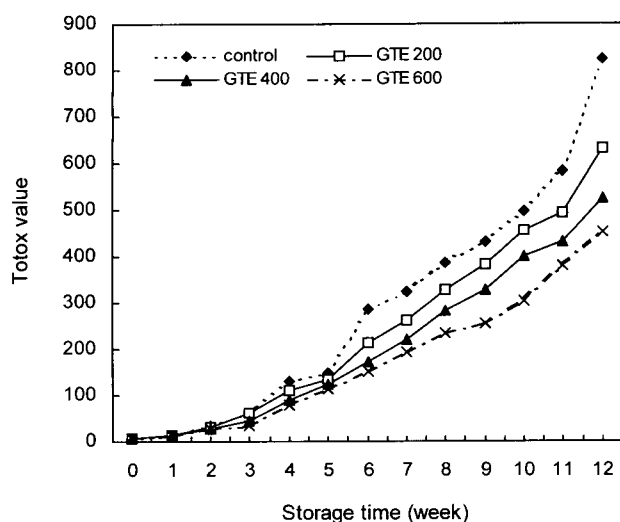 900
800
700
600
500
400
300
200
100
0
Totox value
control
GTE 200
GTE 400
GTE 600
0 1 2 3 4 5 6 7 8 9 10 11 12
Storage time (week)